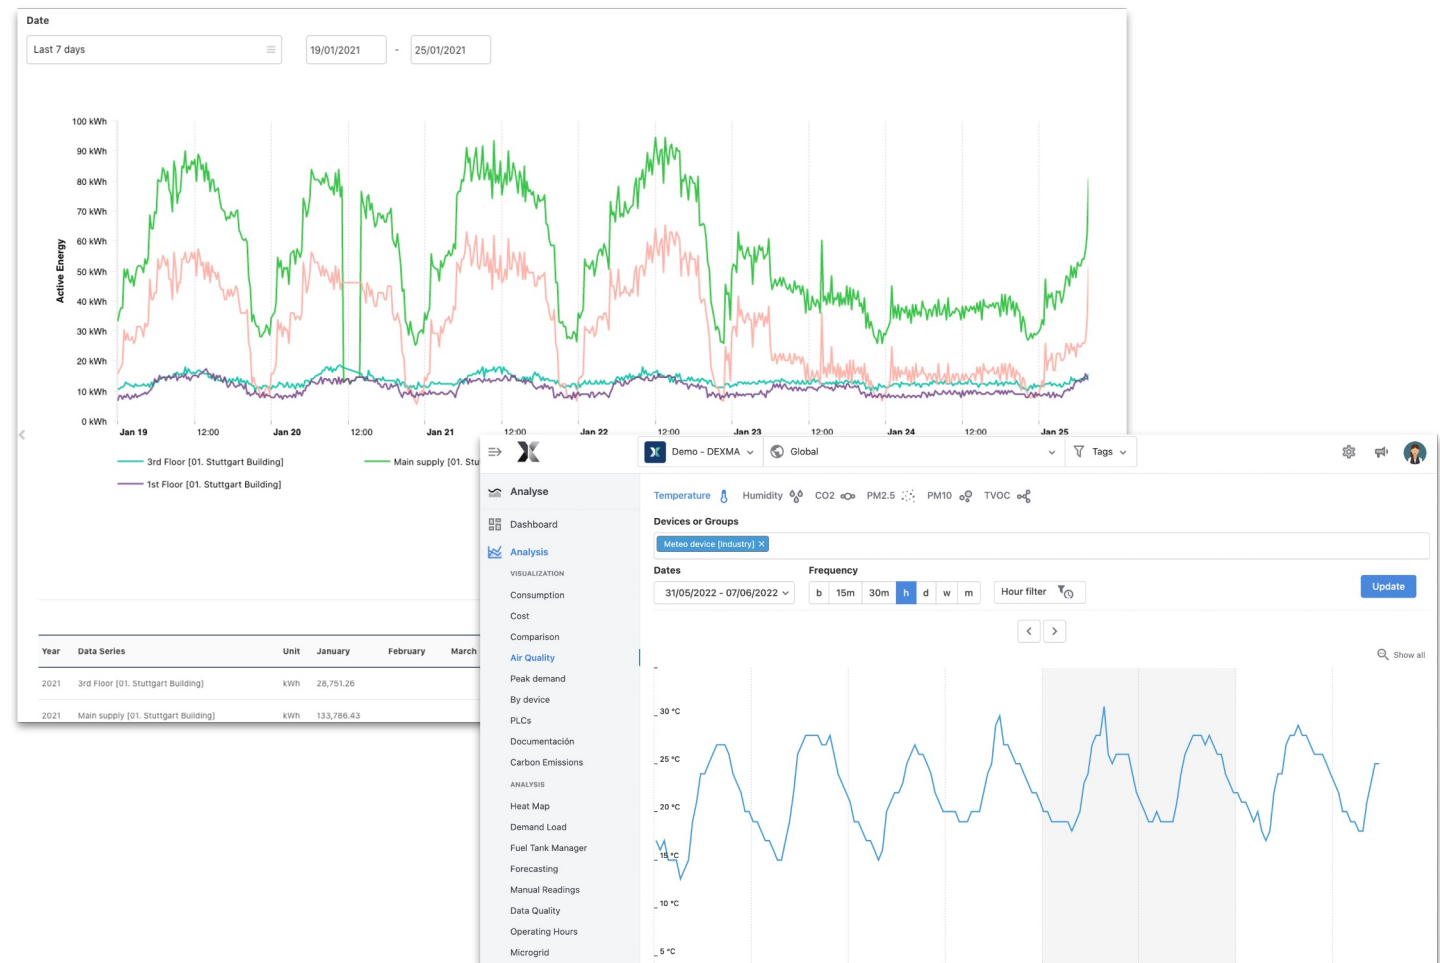 Date
Last 7 days
19/01/2021 - 25/01/2021
100 kWh
90 kWh
80 kWh
70 kWh
60 kWh
50 kWh
40 kWh
30 kWh
20 kWh
10 kWh
0 kWh
Active Energy
Jan 19 12:00 Jan 20 12:00 Jan 21 12:00 Jan 22 12:00 Jan 23 12:00 Jan 24 12:00 Jan 25
3rd Floor [01. Stuttgart Building] Main supply [01. Stu
1st Floor [01. Stuttgart Building]
Year Data Series Unit January February March
2021 3rd Floor [01. Stuttgart Building] kWh 28,751.26
2021 Main supply [01. Stuttgart Building] kWh 133,786.43
Demo - DEXMA Global Tags
Analyse
Dashboard
Analysis
VISUALIZATION
Consumption
Cost
Comparison
Air Quality
Peak demand
By device
PLCs
Documentación
Carbon Emissions
ANALYSIS
Heat Map
Demand Load
Fuel Tank Manager
Forecasting
Manual Readings
Data Quality
Operating Hours
Microgrid
Temperature Humidity CO2 PM2.5 PM10 TVOC
Devices or Groups
Meteo device [Industry] ×
Dates Frequency
31/05/2022 - 07/06/2022 b 15m 30m h d w m Hour filter Update
Show all
30 °C
25 °C
20 °C
15 °C
10 °C
5 °C